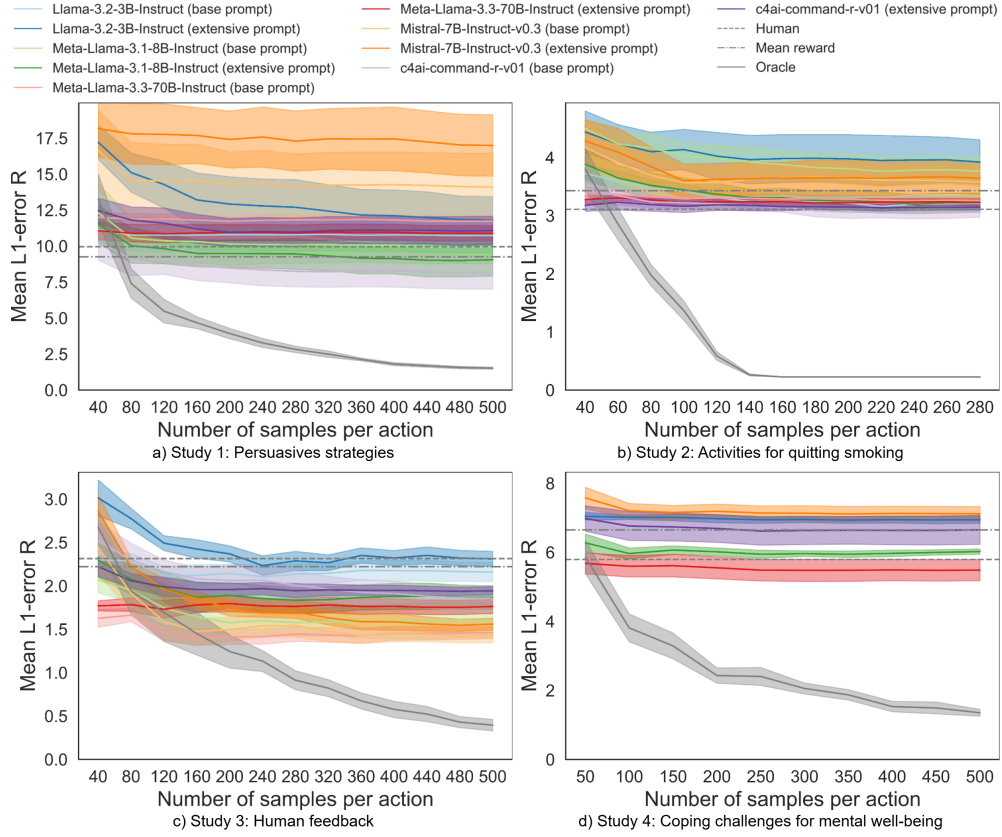 Llama-3.2-3B-Instruct (base prompt)
Llama-3.2-3B-Instruct (extensive prompt)
Meta-Llama-3.1-8B-Instruct (base prompt)
Meta-Llama-3.1-8B-Instruct (extensive prompt)
Meta-Llama-3.3-70B-Instruct (base prompt)
Meta-Llama-3.3-70B-Instruct (extensive prompt)
Mistral-7B-Instruct-v0.3 (base prompt)
Mistral-7B-Instruct-v0.3 (extensive prompt)
c4ai-command-r-v01 (base prompt)
c4ai-command-r-v01 (extensive prompt)
Human
Mean reward
Oracle
Mean L1-error R
17.5
15.0
12.5
10.0
7.5
5.0
2.5
0.0
40 80 120 160 200 240 280 320 360 400 440 480 500
Number of samples per action
a) Study 1: Persuasives strategies
Mean L1-error R
4
3
2
1
0
40 60 80 100 120 140 160 180 200 220 240 260 280
Number of samples per action
b) Study 2: Activities for quitting smoking
Mean L1-error R
3.0
2.5
2.0
1.5
1.0
0.5
0.0
40 80 120 160 200 240 280 320 360 400 440 480 500
Number of samples per action
c) Study 3: Human feedback
Mean L1-error R
8
6
4
2
0
50 100 150 200 250 300 350 400 450 500
Number of samples per action
d) Study 4: Coping challenges for mental well-being